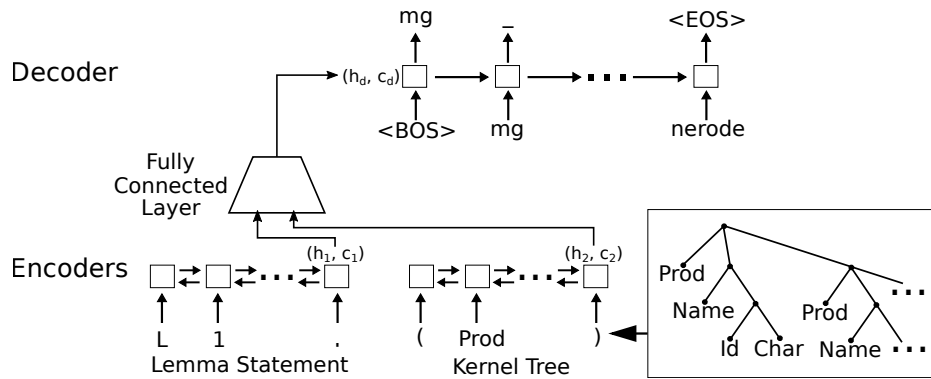 mg _ <EOS>
Decoder (h_d, c_d)
<BOS> mg nerode
Fully
Connected
Layer
(h_1, c_1) (h_2, c_2)
Encoders
L 1 . ( Prod )
Lemma Statement Kernel Tree
Prod
Name Prod
Id Char Name